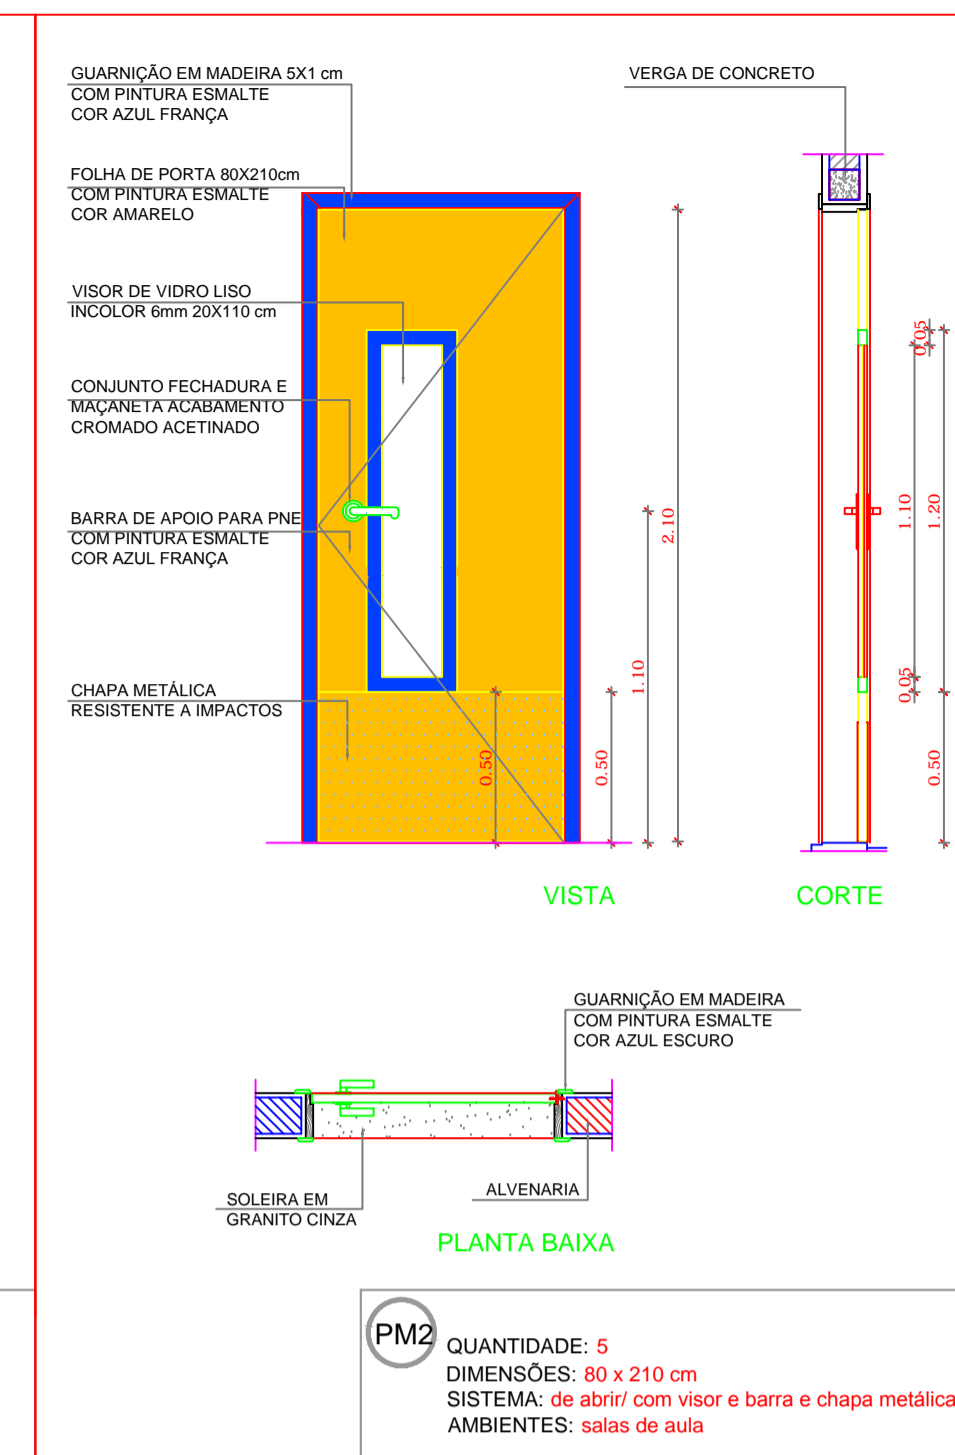 GUARNIÇÃO EM MADEIRA 5X1 cm
COM PINTURA ESMALTE
COR AZUL FRANÇA
FOLHA DE PORTA 80X210cm
COM PINTURA ESMALTE
COR AMARELO
VISOR DE VIDRO LISO
INCOLOR 6mm 20X110 cm
CONJUNTO FECHADURA E
MAÇANETA ACABAMENTO
CROMADO ACETINADO
BARRA DE APOIO PARA PNE
COM PINTURA ESMALTE
COR AZUL FRANÇA
CHAPA METÁLICA
RESISTENTE A IMPACTOS
0.50
0.50
1.10
2.10
VISTA
VERGA DE CONCRETO
0.05
1.10
1.20
0.05
0.50
CORTE
GUARNIÇÃO EM MADEIRA
COM PINTURA ESMALTE
COR AZUL ESCURO
SOLEIRA EM
GRANITO CINZA
ALVENARIA
PLANTA BAIXA
PM2
QUANTIDADE: 5
DIMENSÕES: 80 x 210 cm
SISTEMA: de abrir/ com visor e barra e chapa metálica
AMBIENTES: salas de aula